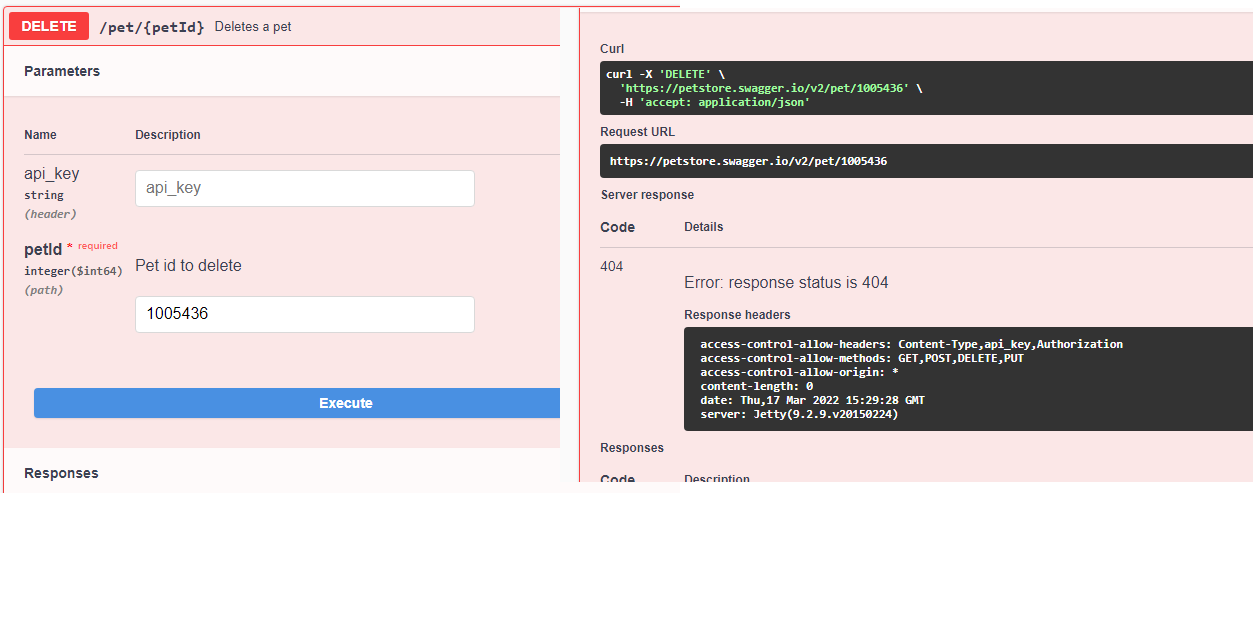 DELETE /pet/{petId} Deletes a pet
Parameters
Name Description
api_key
string
(header)
api_key
petId * required
integer($int64)
(path)
Pet id to delete
1005436
Execute
Responses
Curl
curl -X 'DELETE' \
'https://petstore.swagger.io/v2/pet/1005436' \
-H 'accept: application/json'
Request URL
https://petstore.swagger.io/v2/pet/1005436
Server response
Code Details
404
Error: response status is 404
Response headers
access-control-allow-headers: Content-Type,api_key,Authorization
access-control-allow-methods: GET,POST,DELETE,PUT
access-control-allow-origin: *
content-length: 0
date: Thu,17 Mar 2022 15:29:28 GMT
server: Jetty(9.2.9.v20150224)
Responses
Code Description